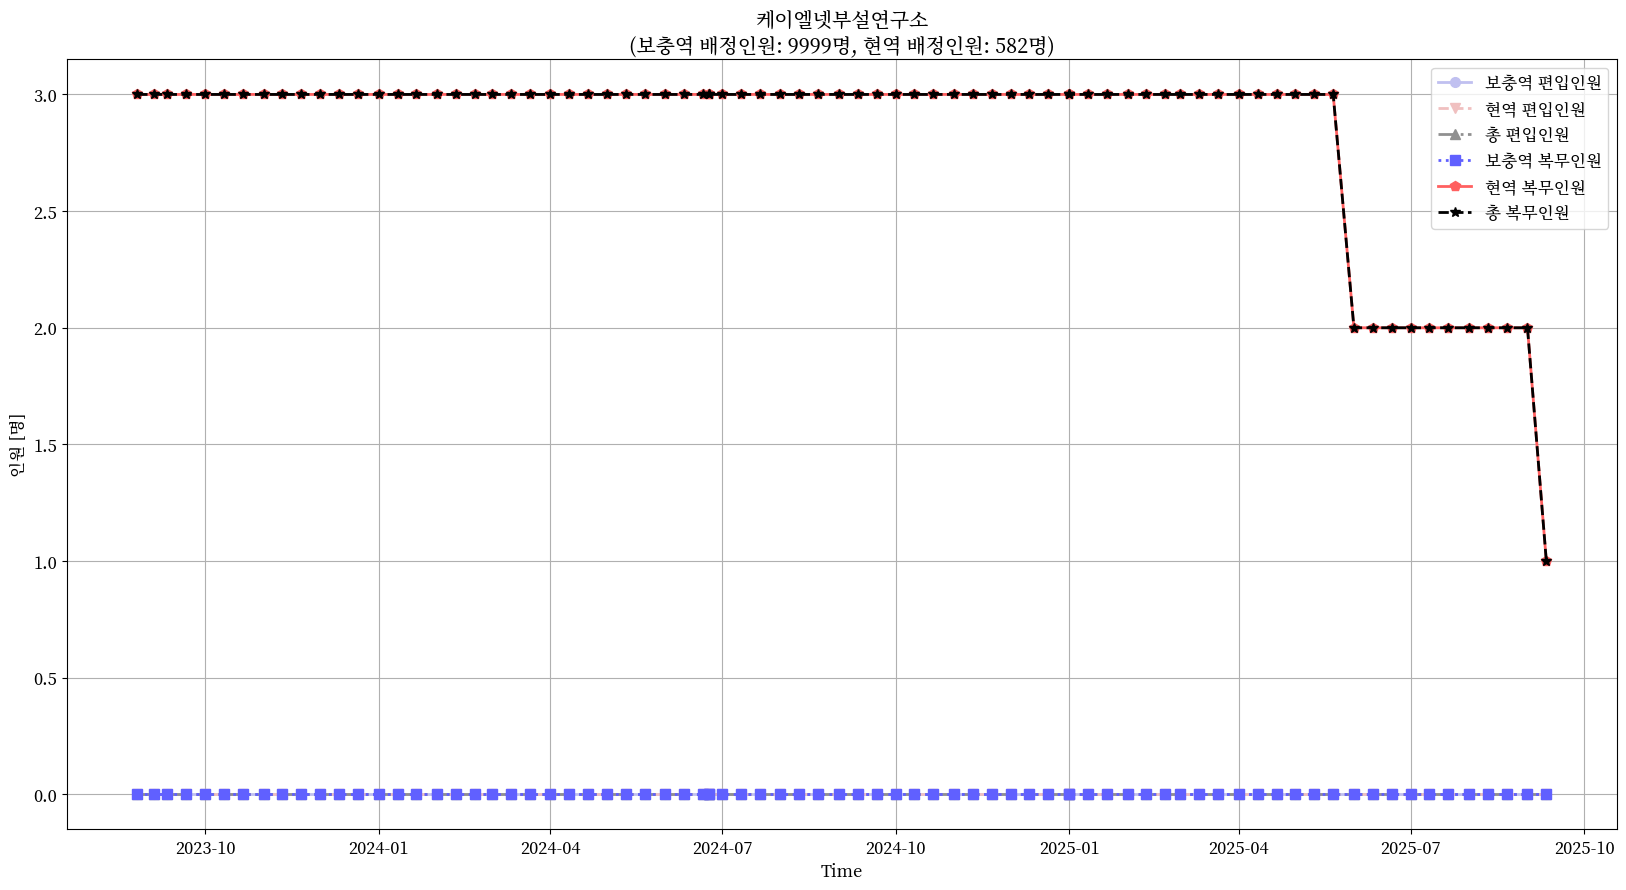 케이엘넷부설연구소
(보충역 배정인원: 9999명, 현역 배정인원: 582명)
보충역 편입인원
현역 편입인원
총 편입인원
보충역 복무인원
현역 복무인원
총 복무인원
인원 [명]
3.0
2.5
2.0
1.5
1.0
0.5
0.0
2023-10
2024-01
2024-04
2024-07
2024-10
2025-01
2025-04
2025-07
2025-10
Time